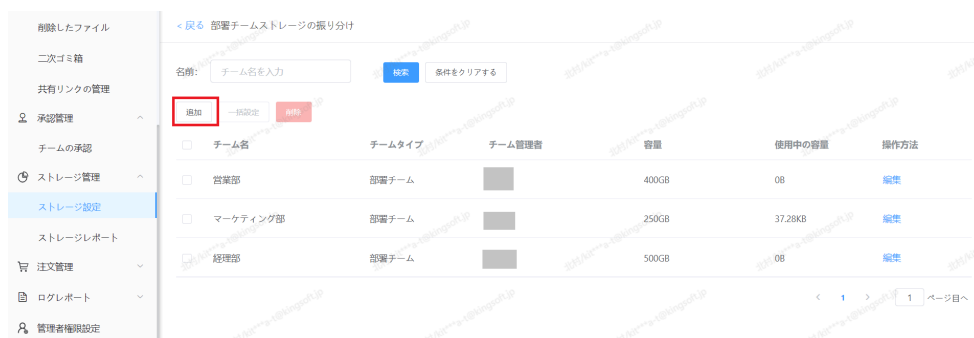 削除したファイル
二次ゴミ箱
共有リンクの管理
承認管理
チームの承認
ストレージ管理
ストレージ設定
ストレージレポート
注文管理
ログレポート
管理者権限設定
< 戻る 部署チームストレージの振り分け
名前: チーム名を入力 検索 条件をクリアする
追加 一括設定 削除
チーム名 チームタイプ チーム管理者 容量 使用中の容量 操作方法
営業部 部署チーム 400GB 0B 編集
マーケティング部 部署チーム 250GB 37.28KB 編集
経理部 部署チーム 500GB 0B 編集
< 1 > 1 ページ目へ